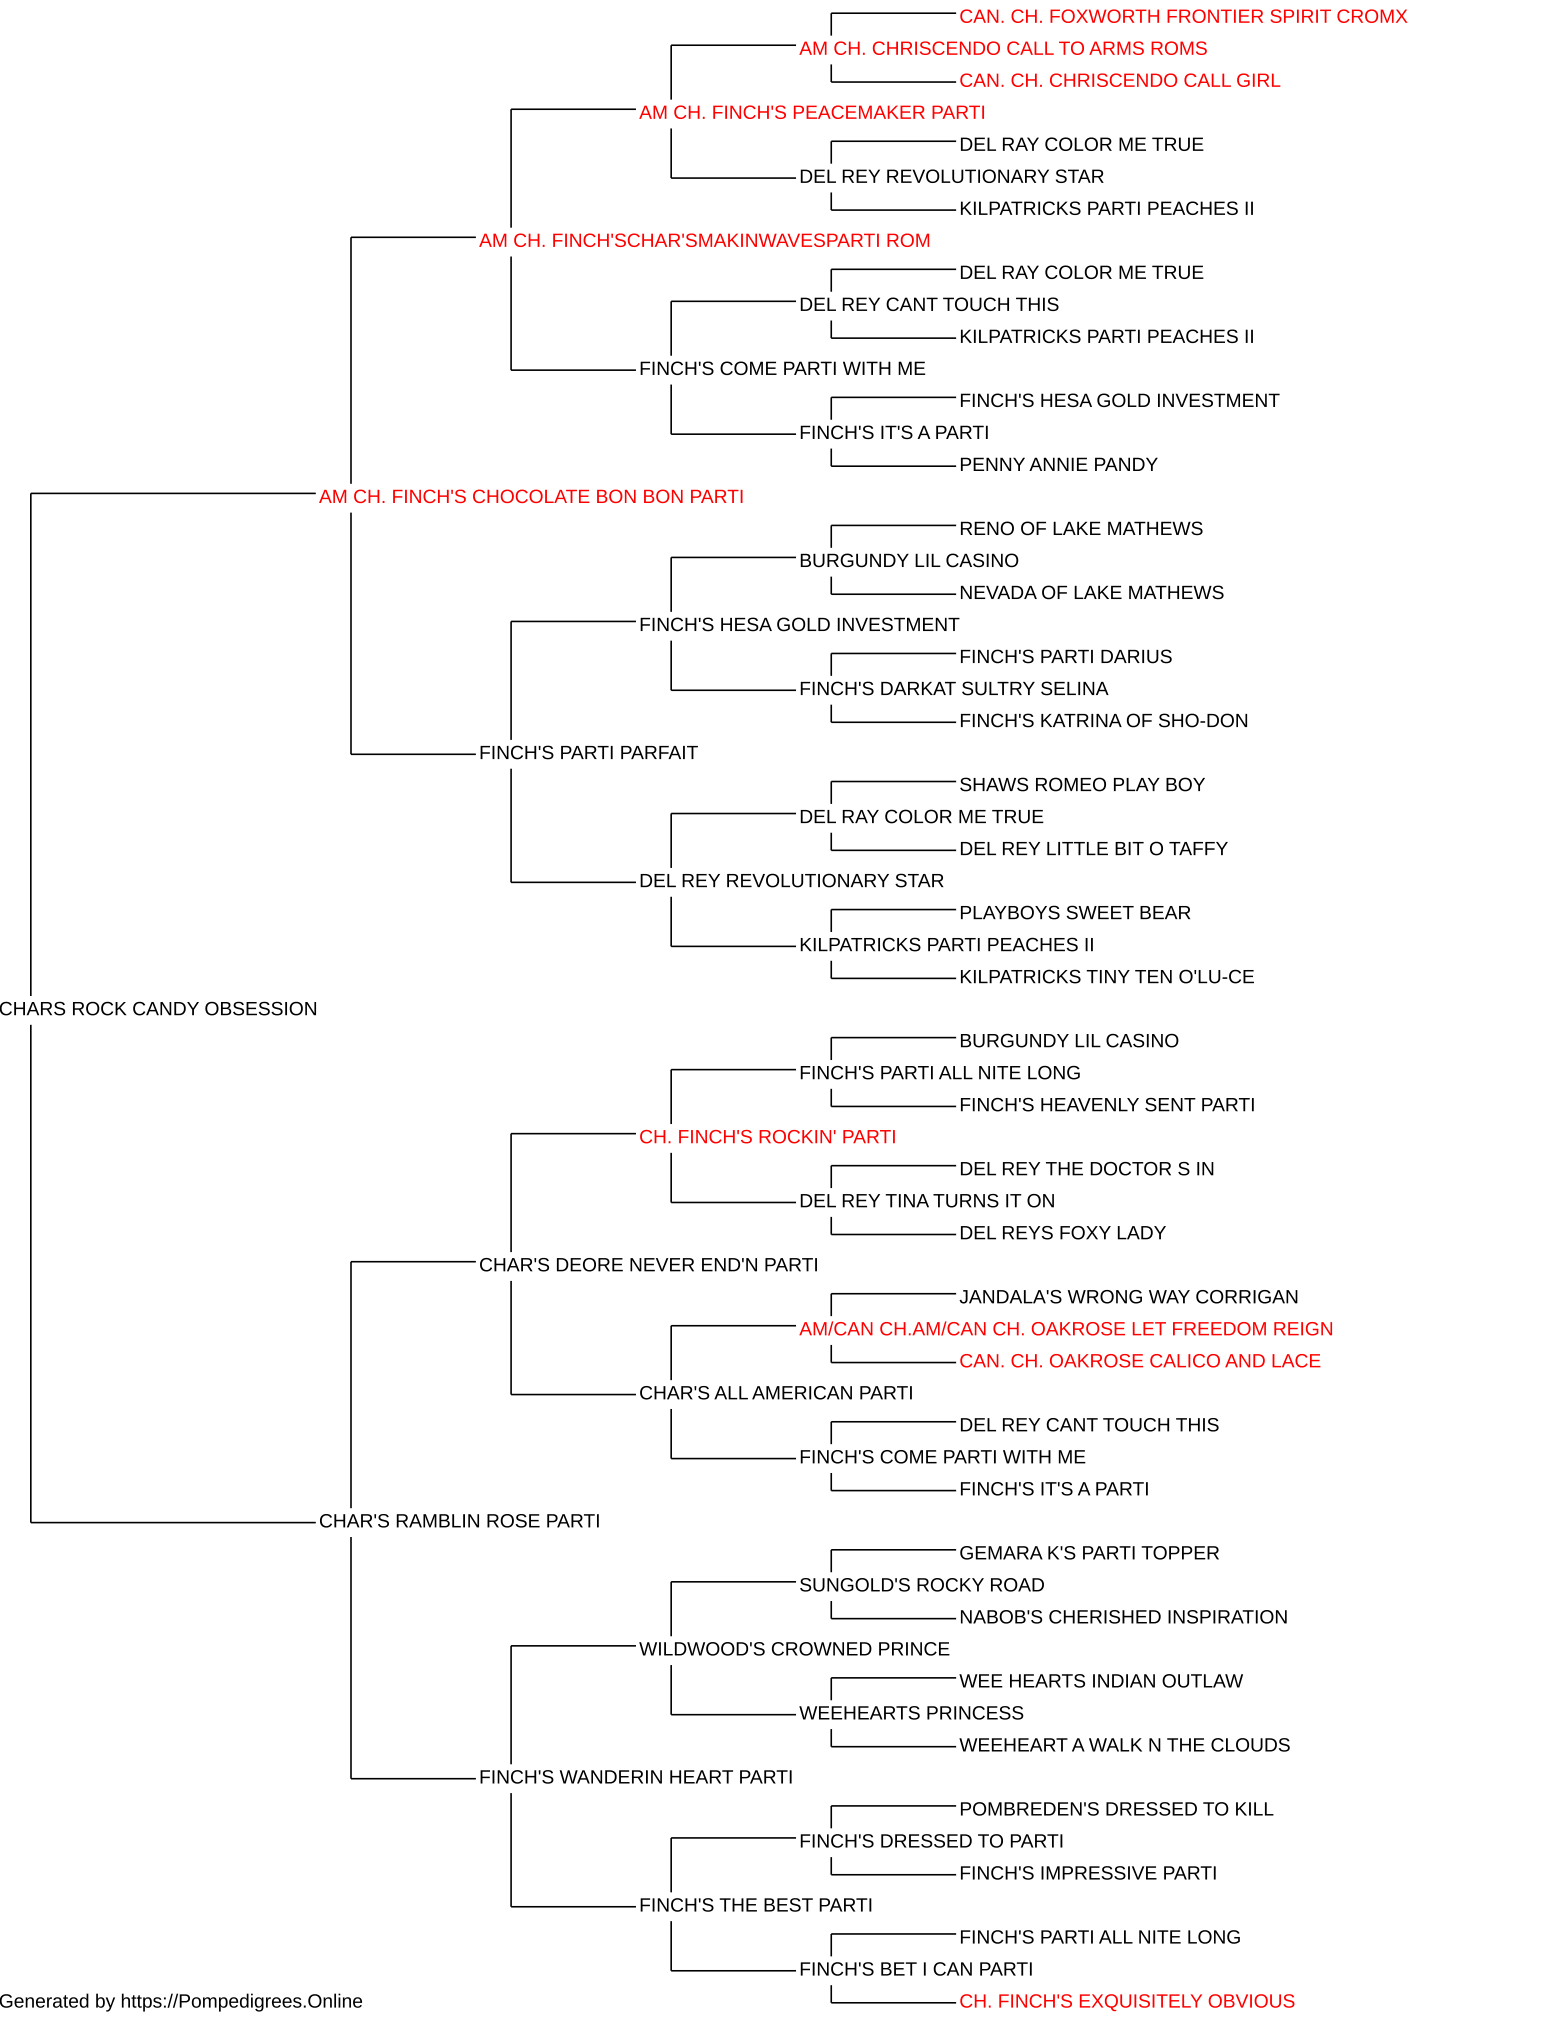 CAN. CH. FOXWORTH FRONTIER SPIRIT CROMX
AM CH. CHRISCENDO CALL TO ARMS ROMS
CAN. CH. CHRISCENDO CALL GIRL
AM CH. FINCH'S PEACEMAKER PARTI
DEL RAY COLOR ME TRUE
DEL REY REVOLUTIONARY STAR
KILPATRICKS PARTI PEACHES II
AM CH. FINCH'SCHAR'SMAKINWAVESPARTI ROM
DEL RAY COLOR ME TRUE
DEL REY CANT TOUCH THIS
KILPATRICKS PARTI PEACHES II
FINCH'S COME PARTI WITH ME
FINCH'S HESA GOLD INVESTMENT
FINCH'S IT'S A PARTI
PENNY ANNIE PANDY
AM CH. FINCH'S CHOCOLATE BON BON PARTI
RENO OF LAKE MATHEWS
BURGUNDY LIL CASINO
NEVADA OF LAKE MATHEWS
FINCH'S HESA GOLD INVESTMENT
FINCH'S PARTI DARIUS
FINCH'S DARKAT SULTRY SELINA
FINCH'S KATRINA OF SHO-DON
FINCH'S PARTI PARFAIT
SHAWS ROMEO PLAY BOY
DEL RAY COLOR ME TRUE
DEL REY LITTLE BIT O TAFFY
DEL REY REVOLUTIONARY STAR
PLAYBOYS SWEET BEAR
KILPATRICKS PARTI PEACHES II
KILPATRICKS TINY TEN O'LU-CE
CHARS ROCK CANDY OBSESSION
BURGUNDY LIL CASINO
FINCH'S PARTI ALL NITE LONG
FINCH'S HEAVENLY SENT PARTI
CH. FINCH'S ROCKIN' PARTI
DEL REY THE DOCTOR S IN
DEL REY TINA TURNS IT ON
DEL REYS FOXY LADY
CHAR'S DEORE NEVER END'N PARTI
JANDALA'S WRONG WAY CORRIGAN
AM/CAN CH.AM/CAN CH. OAKROSE LET FREEDOM REIGN
CAN. CH. OAKROSE CALICO AND LACE
CHAR'S ALL AMERICAN PARTI
DEL REY CANT TOUCH THIS
FINCH'S COME PARTI WITH ME
FINCH'S IT'S A PARTI
CHAR'S RAMBLIN ROSE PARTI
GEMARA K'S PARTI TOPPER
SUNGOLD'S ROCKY ROAD
NABOB'S CHERISHED INSPIRATION
WILDWOOD'S CROWNED PRINCE
WEE HEARTS INDIAN OUTLAW
WEEHEARTS PRINCESS
WEEHEART A WALK N THE CLOUDS
FINCH'S WANDERIN HEART PARTI
POMBREDEN'S DRESSED TO KILL
FINCH'S DRESSED TO PARTI
FINCH'S IMPRESSIVE PARTI
FINCH'S THE BEST PARTI
FINCH'S PARTI ALL NITE LONG
FINCH'S BET I CAN PARTI
CH. FINCH'S EXQUISITELY OBVIOUS
Generated by https://Pompedigrees.Online